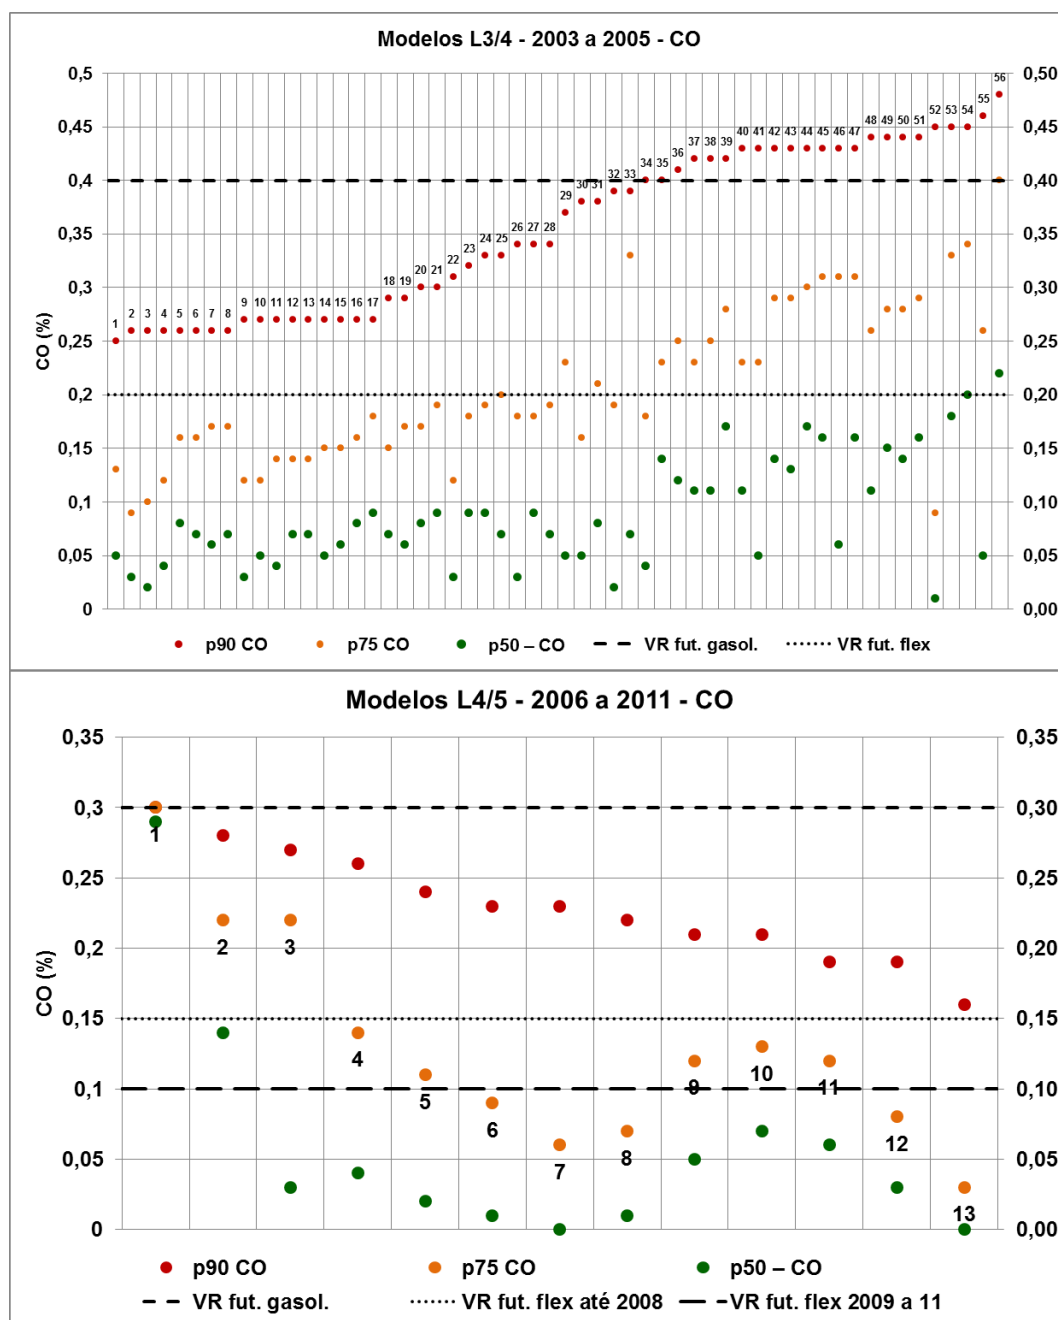 Modelos L3/4 - 2003 a 2005 - CO
CO (%)
0,5 0,50
0,45 0,45
0,4 0,40
0,35 0,35
0,3 0,30
0,25 0,25
0,2 0,20
0,15 0,15
0,1 0,10
0,05 0,05
0 0,00
1 2 3 4 5 6 7 8 9 10 11 12 13 14 15 16 17 18 19 20 21 22 23 24 25 26 27 28 29 30 31 32 33 34 35 36 37 38 39 40 41 42 43 44 45 46 47 48 49 50 51 52 53 54 55 56
p90 CO p75 CO p50 – CO VR fut. gasol. VR fut. flex
Modelos L4/5 - 2006 a 2011 - CO
CO (%)
0,35 0,35
0,3 0,30
0,25 0,25
0,2 0,20
0,15 0,15
0,1 0,10
0,05 0,05
0 0,00
1 2 3 4 5 6 7 8 9 10 11 12 13
p90 CO p75 CO p50 – CO
VR fut. gasol. VR fut. flex até 2008 VR fut. flex 2009 a 11